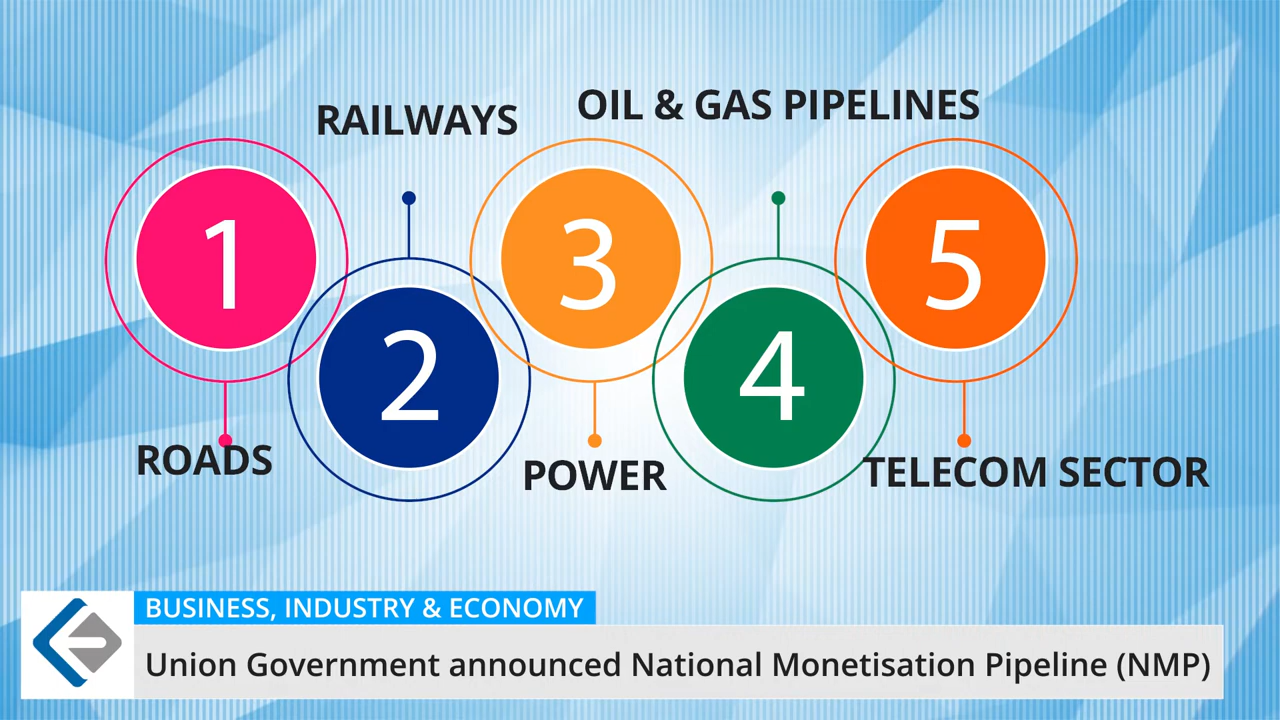 RAILWAYS
OIL & GAS PIPELINES
1
2
3
4
5
ROADS
POWER
TELECOM SECTOR
BUSINESS, INDUSTRY & ECONOMY
Union Government announced National Monetisation Pipeline (NMP)